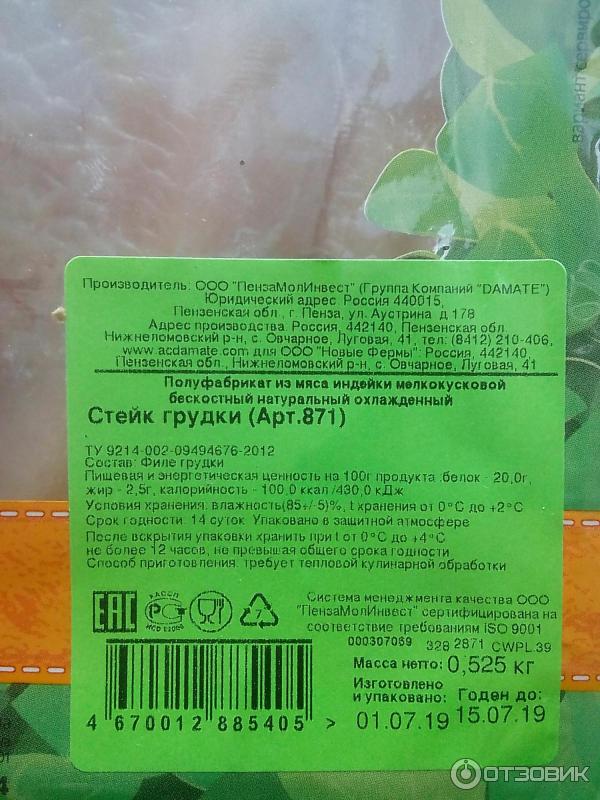 Производитель: ООО "ПензаМолИнвест" (Группа Компаний "DAMATE")
Юридический адрес: Россия 440015,
Пензенская обл., г. Пенза, ул. Аустрина д 178
Адрес производства: Россия, 442140, Пензенская обл.
Нижнеломовский р-н, с. Овчарное, Луговая, 41, тел: (8412) 210-406,
www.acdamate.com для ООО "Новые Фермы": Россия, 442140,
Пензенская обл., Нижнеломовский р-н, с. Овчарное, Луговая, 41
Полуфабрикат из мяса индейки мелкокусковой
бескостный натуральный охлажденный
Стейк грудки (Арт.871)
ТУ 9214-002-09494676-2012
Состав: Филе грудки
Пищевая и энергетическая ценность на 100г продукта :белок - 20,0г,
жир - 2,5г, калорийность - 100,0 ккал /430,0 кДж
Условия хранения: влажность(85+/-5)%, t хранения от 0°С до +2°С
Срок годности: 14 суток Упаковано в защитной атмосфере
После вскрытия упаковки хранить при t от 0°С до +4°С
не более 12 часов, не превышая общего срока годности
Способ приготовления: требует тепловой кулинарной обработки
ЕАС
7
Система менеджмента качества ООО
"ПензаМолИнвест" сертифицирована на
соответствие требованиям ISO 9001
000307069 328 2871 CWPL.39
Масса нетто: 0,525 кг
Изготовлено
и упаковано: Годен до:
01.07.19 15.07.19
4 670012 885405 >
ОТЗОВИК